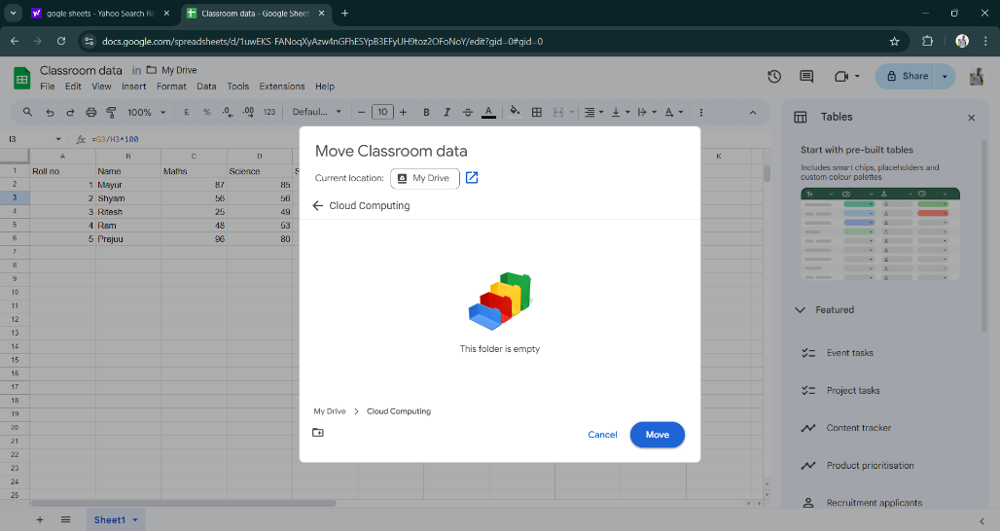 gogle sheets - Yahoo Search Re
Classroom data - Google Sheet
docs.google.com/spreadsheets/d/1uwEKS-FANoqXyAzw4nGFhESYpB3EFyUH9toz2OFoNoY/edit?gid=0#gid=0
Classroom data in My Drive
Share
File Edit View Insert Format Data Tools Extensions Help
100% £ % .0 .00 123 Defaul... 10 B I S A
I3 fx =G3/H3*100
A B C D K
1 Roll no. Name Maths Science S
2 1 Mayur 87 85
3 2 Shyam 56 56
4 3 Ritesh 25 49
5 4 Ram 48 53
6 5 Prajuu 96 80
7
8
9
10
11
12
13
14
15
16
17
18
19
20
21
22
23
24
25
Move Classroom data
Current location: My Drive
Cloud Computing
This folder is empty
My Drive > Cloud Computing
Cancel Move
Tables
Start with pre-built tables
Includes smart chips, placeholders and
custom colour palettes
Featured
Event tasks
Project tasks
Content tracker
Product prioritisation
Recruitment applicants
Sheet1